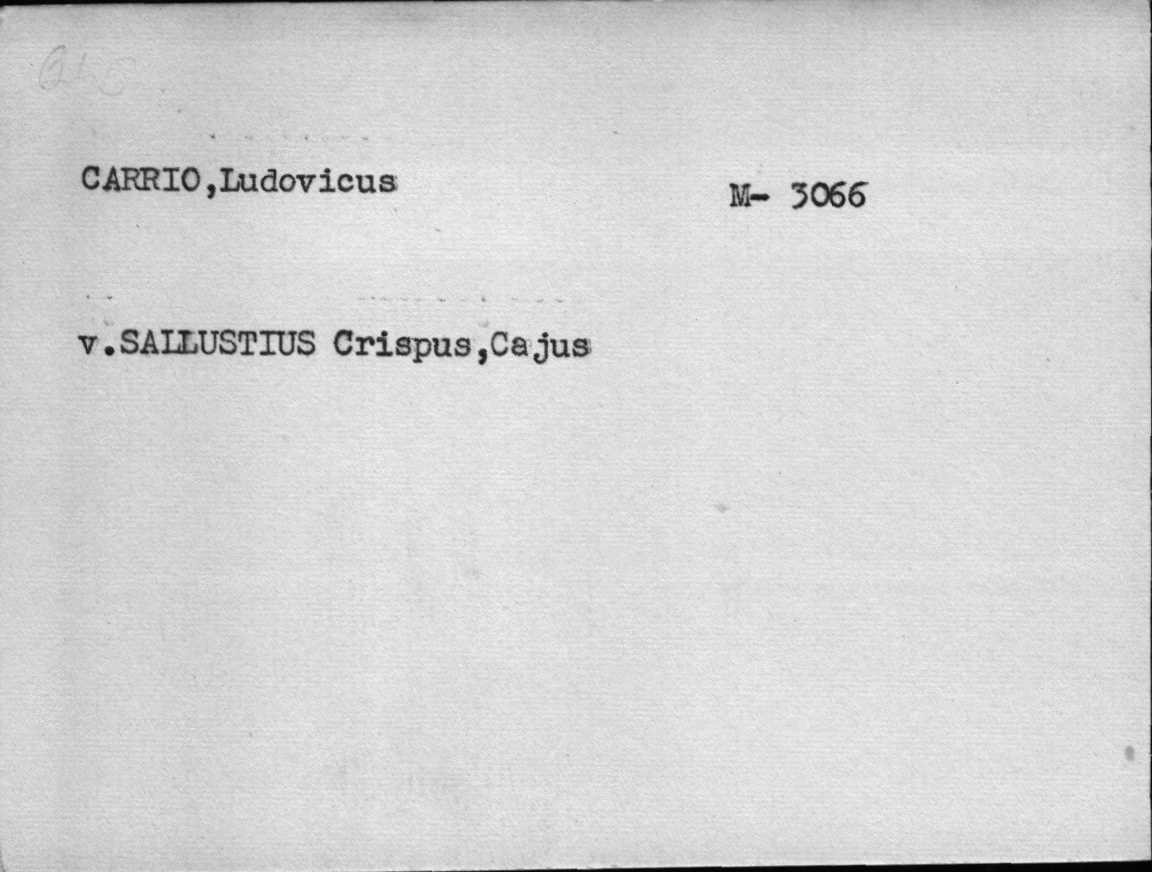 CARRIO,Ludovicus
M- 3066
v.SALLUSTIUS Crispus,Cajus